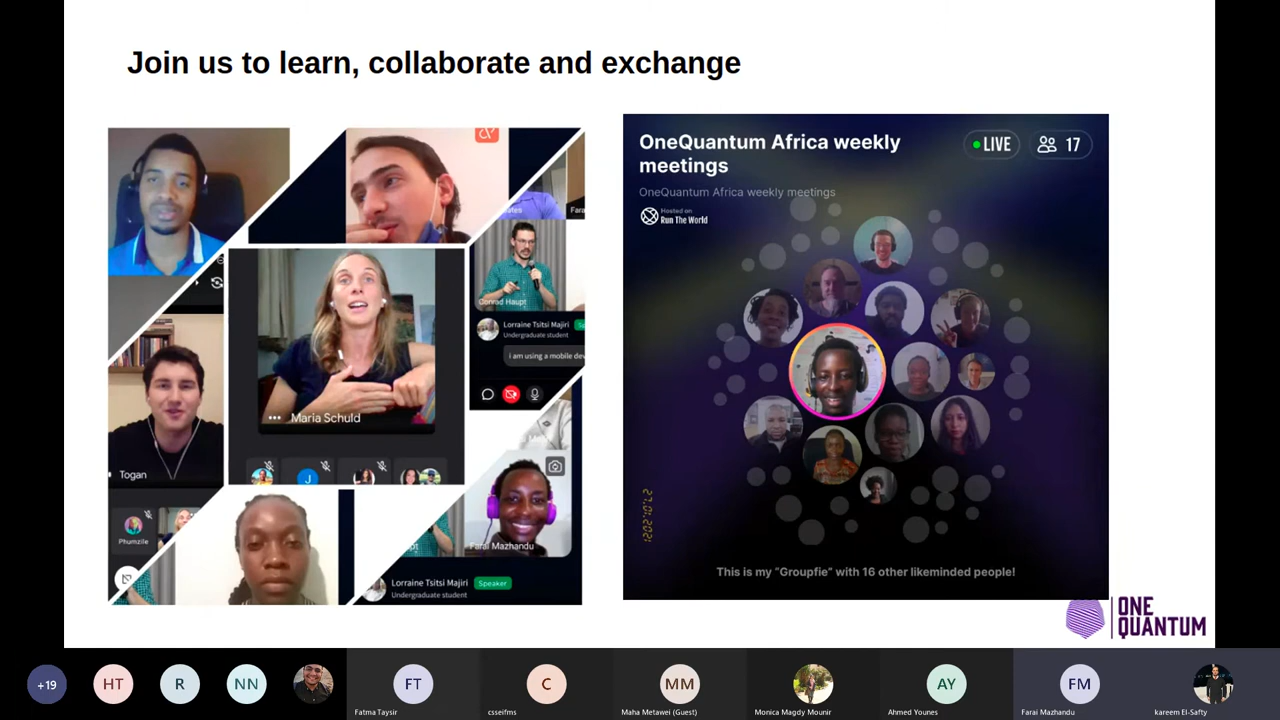 Join us to learn, collaborate and exchange
OneQuantum Africa weekly
meetings
LIVE
17
OneQuantum Africa weekly meetings
Hosted on
Run The World
Conrad Haupt
Lorraine Tsitsi Majiri
Undergraduate student
i am using a mobile dev
Maria Schuld
Togan
J
Phumzile
Farai Mazhandu
Lorraine Tsitsi Majiri
Speaker
Undergraduate student
27.10.2021
This is my "Groupfie" with 16 other likeminded people!
ONE
QUANTUM
+19
HT
R
NN
FT
C
MM
AY
FM
Fatma Taysir
csseifms
Maha Metawei (Guest)
Monica Magdy Mounir
Ahmed Younes
Farai Mazhandu
kareem El-Safty